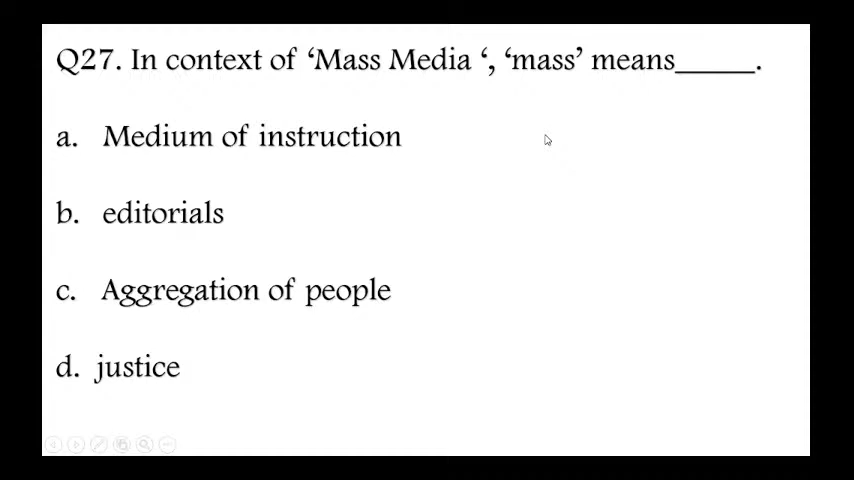 Q27. In context of ‘Mass Media ‘, ‘mass’ means_____.
a. Medium of instruction
b. editorials
c. Aggregation of people
d. justice